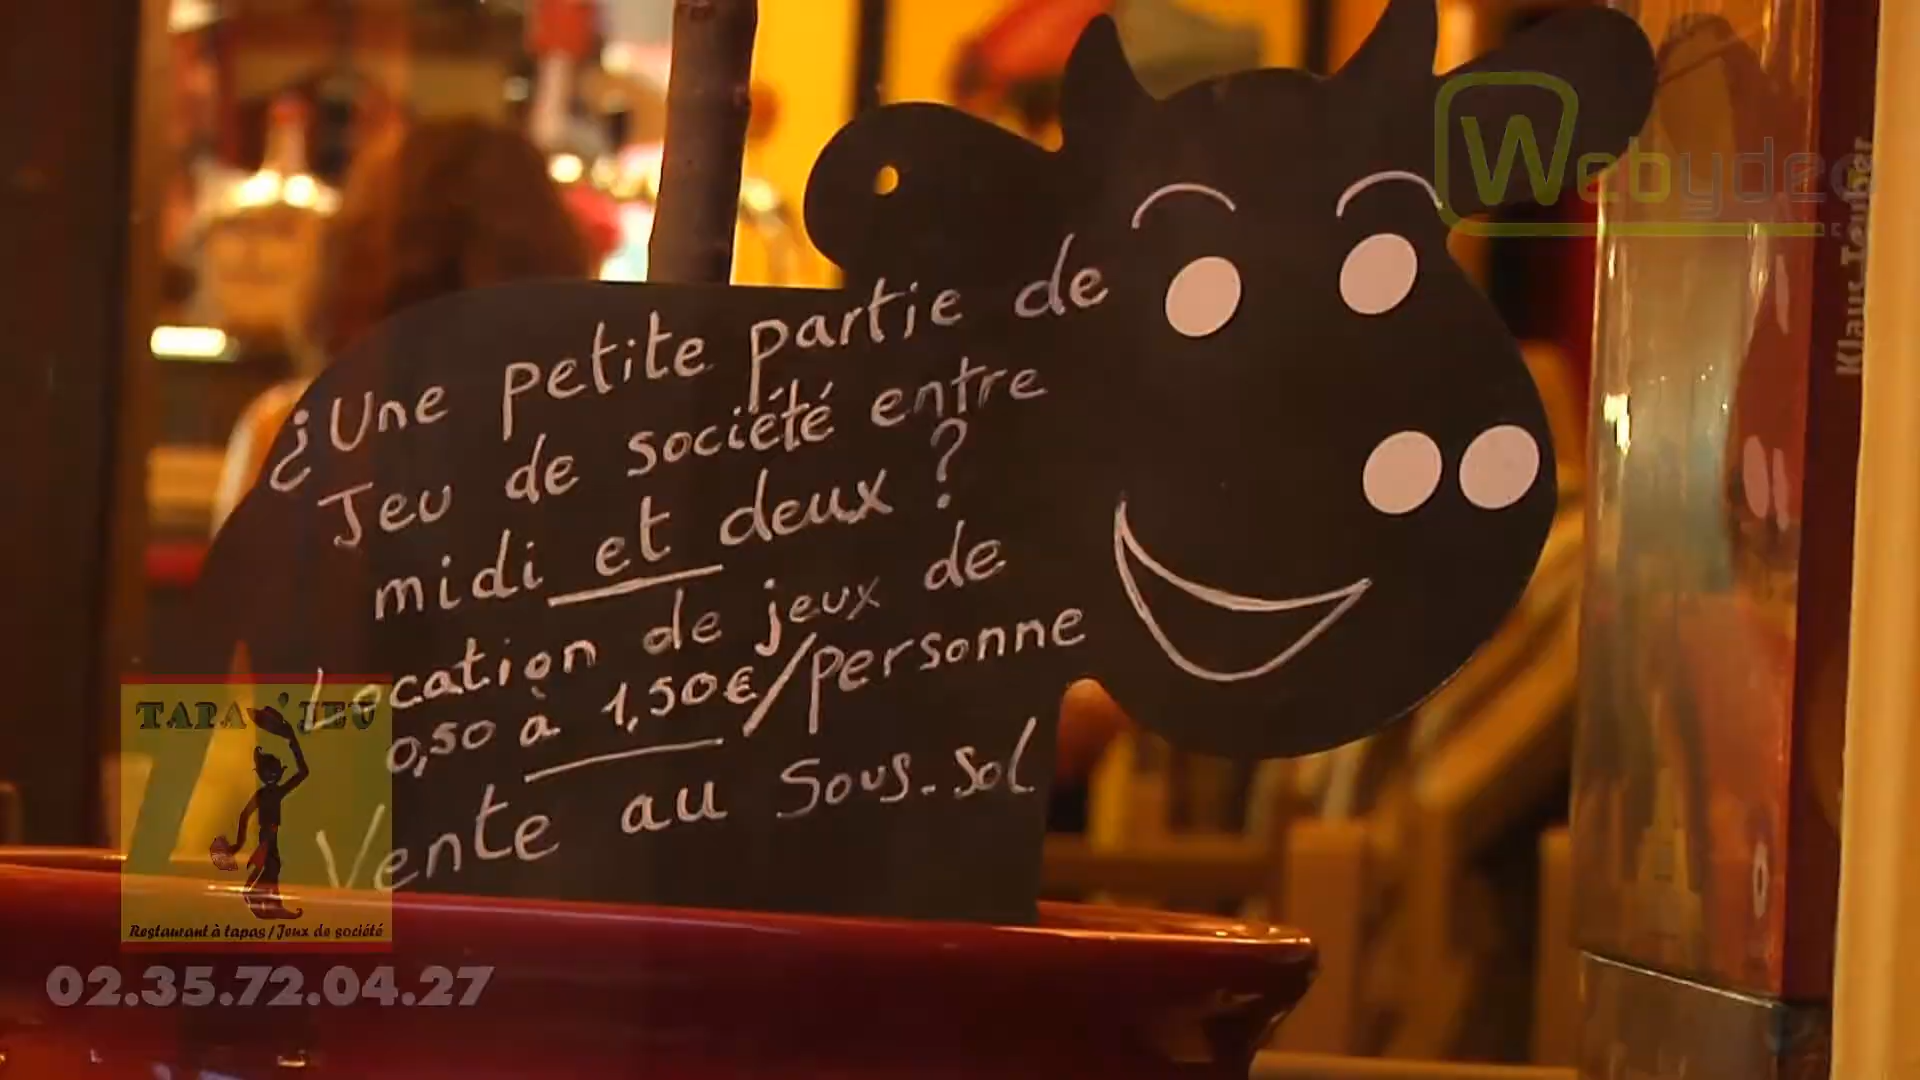 ¿Une petite partie de
Jeu de société entre
midi et deux ?
Location de jeux de
0,50 à 1,50€/personne
Vente au Sous-sol
Webydeo
Klaus Teuber
TAPA'JEU
Restaurant à tapas/Jeux de société
02.35.72.04.27